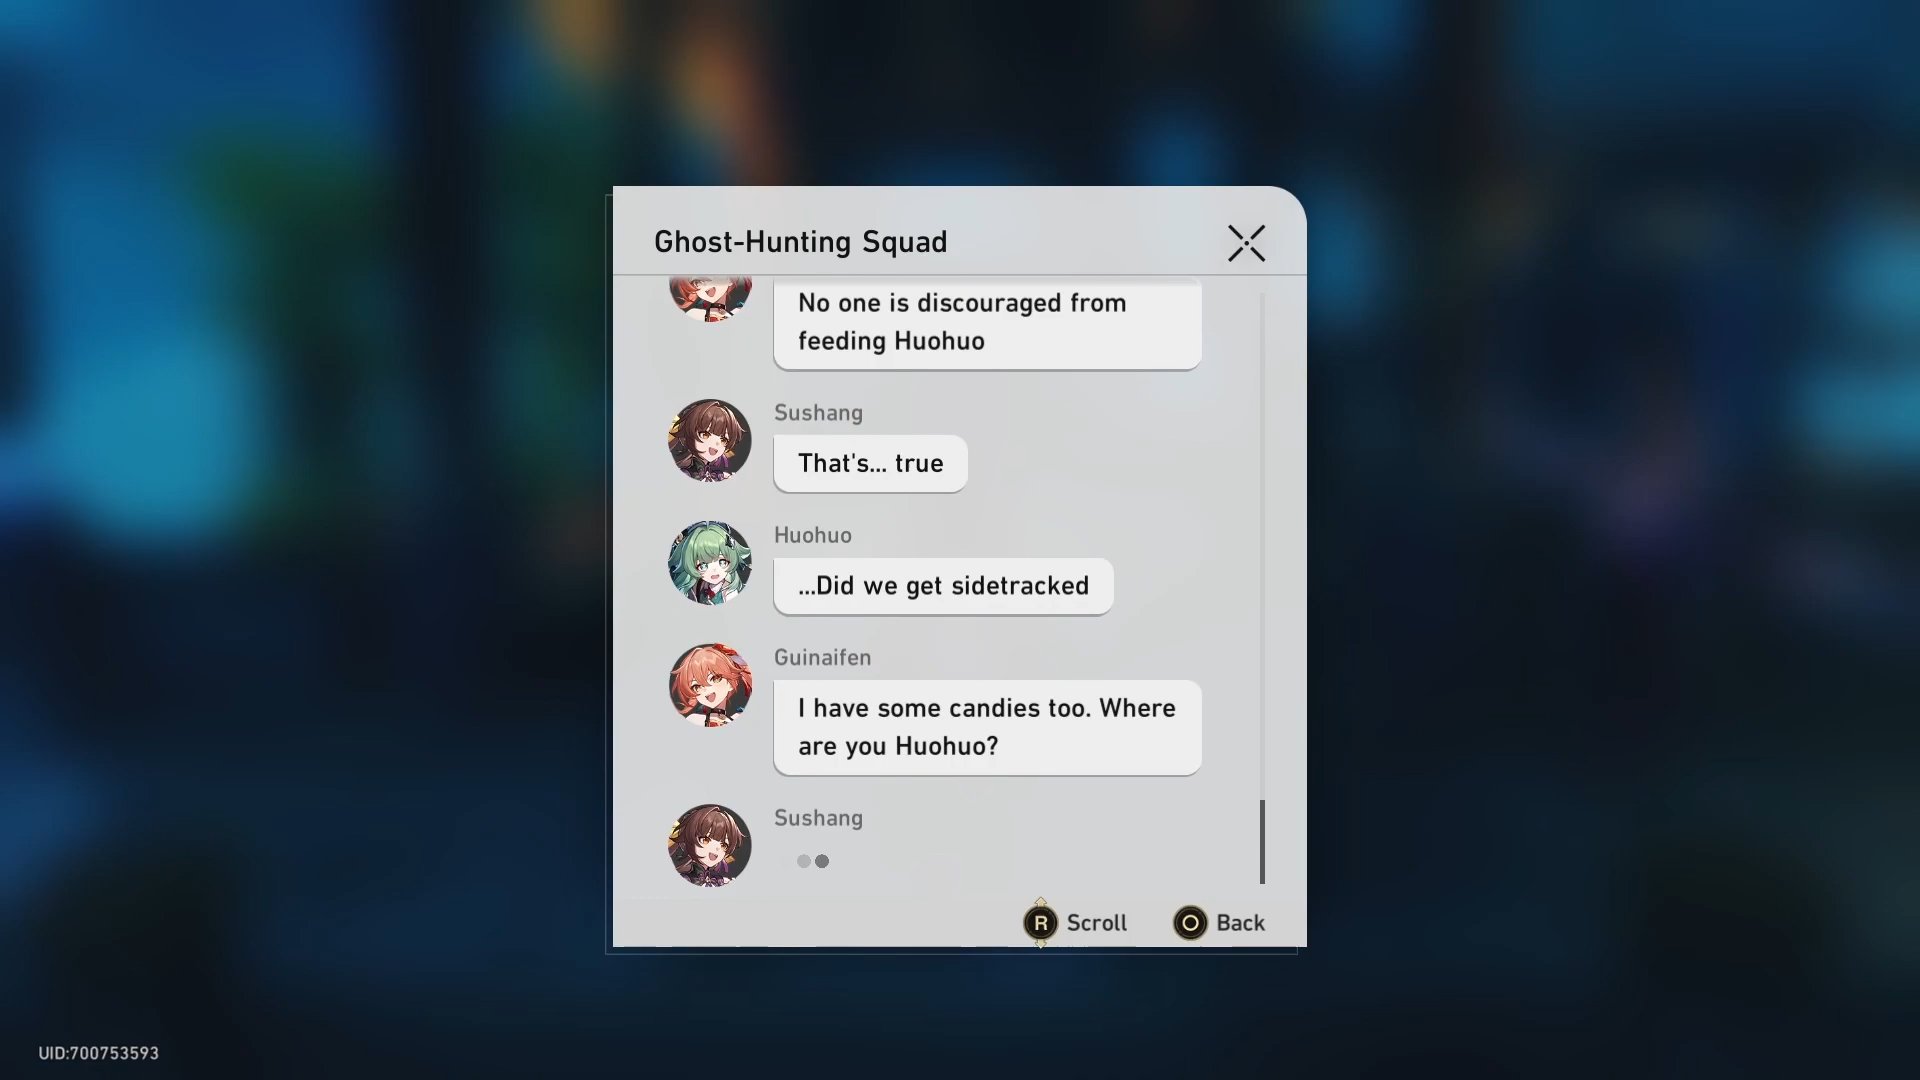 Ghost-Hunting Squad
No one is discouraged from
feeding Huohuo
Sushang
That's... true
Huohuo
...Did we get sidetracked
Guinaifen
I have some candies too. Where
are you Huohuo?
Sushang
R Scroll
Back
UID:700753593